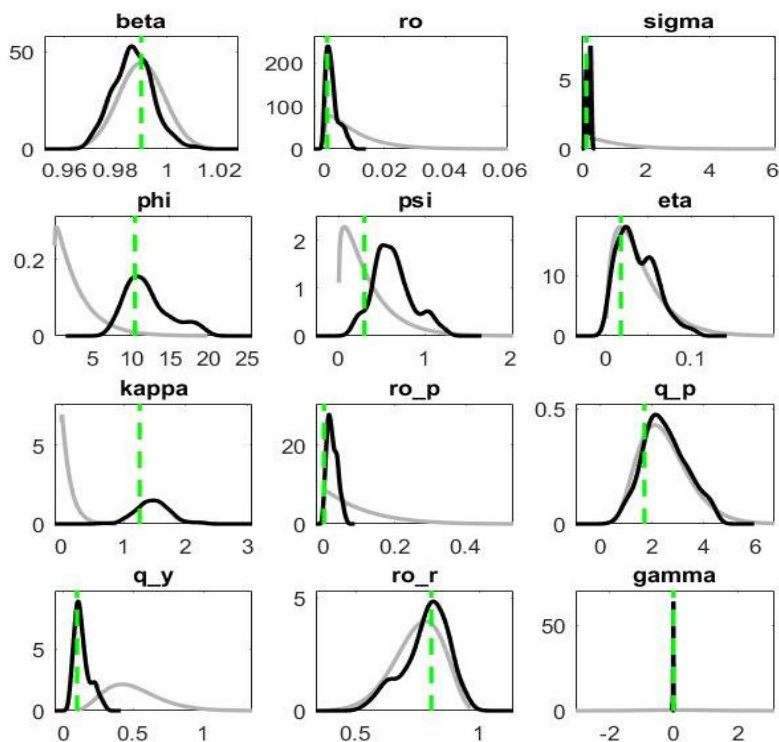 beta ro sigma
50 200 5
0 100 0
0
0.96 0.98 1 1.02 0 0.02 0.04 0.06 0 2 4 6
phi psi eta
0.2 2 10
1
0 0 0
5 10 15 20 25 0 1 2 0 0.1
kappa ro_p q_p
5 20 0.5
0 0 0
0 1 2 3 0 0.2 0.4 0 2 4 6
q_y ro_r gamma
5 5 50
0 0 0
0 0.5 1 0.5 1 -2 0 2